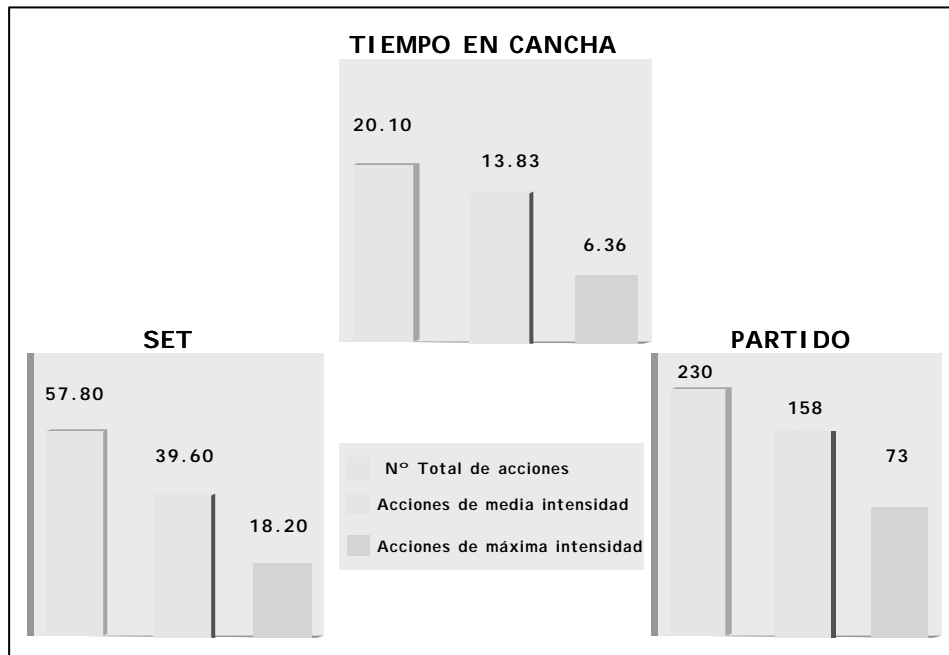 TIEMPO EN CANCHA
20.10
13.83
6.36
SET
57.80
39.60
18.20
PARTIDO
230
158
73
Nº Total de acciones
Acciones de media intensidad
Acciones de máxima intensidad